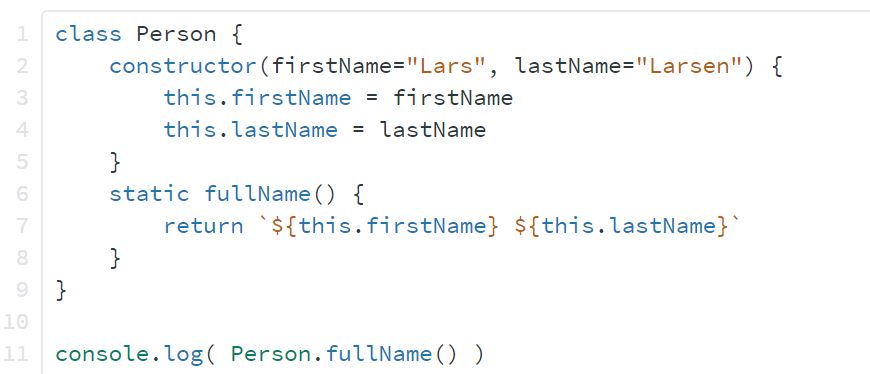 1 class Person {
2     constructor(firstName="Lars", lastName="Larsen") {
3         this.firstName = firstName
4         this.lastName = lastName
5     }
6     static fullName() {
7         return `${this.firstName} ${this.lastName}`
8     }
9 }
10
11 console.log( Person.fullName() )